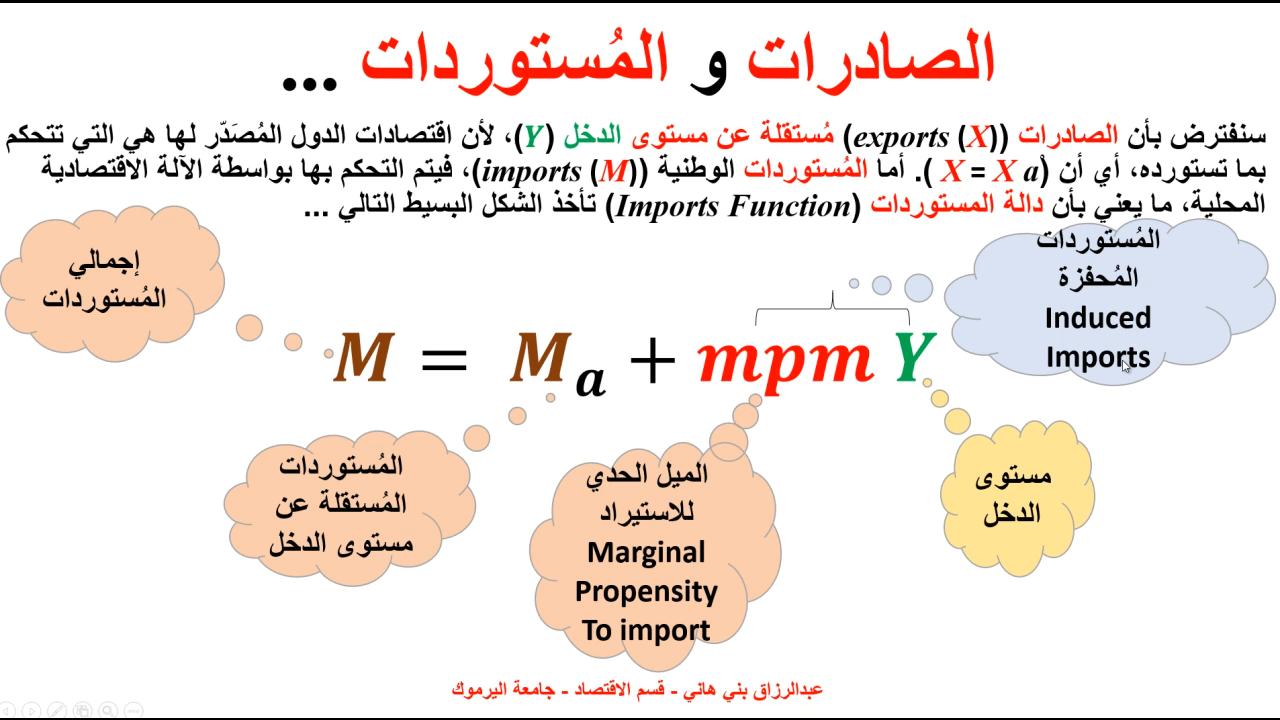 الصادرات و المُستوردات ...
سنفترض بأن الصادرات (exports (X)) مُستقلة عن مستوى الدخل (Y)، لأن اقتصادات الدول المُصَدّر لها هي التي تتحكم
بما تستورده، أي أن (X = X a ). أما المُستوردات الوطنية (imports (M))، فيتم التحكم بها بواسطة الآلة الاقتصادية
المحلية، ما يعني بأن دالة المستوردات (Imports Function) تأخذ الشكل البسيط التالي ...
المُستوردات
المُحفزة
Induced
Imports
إجمالي
المُستوردات
M = Ma + mpm Y
المُستوردات
المُستقلة عن
مستوى الدخل
الميل الحدي
للاستيراد
Marginal
Propensity
To import
مستوى
الدخل
عبدالرزاق بني هاني - قسم الاقتصاد - جامعة اليرموك